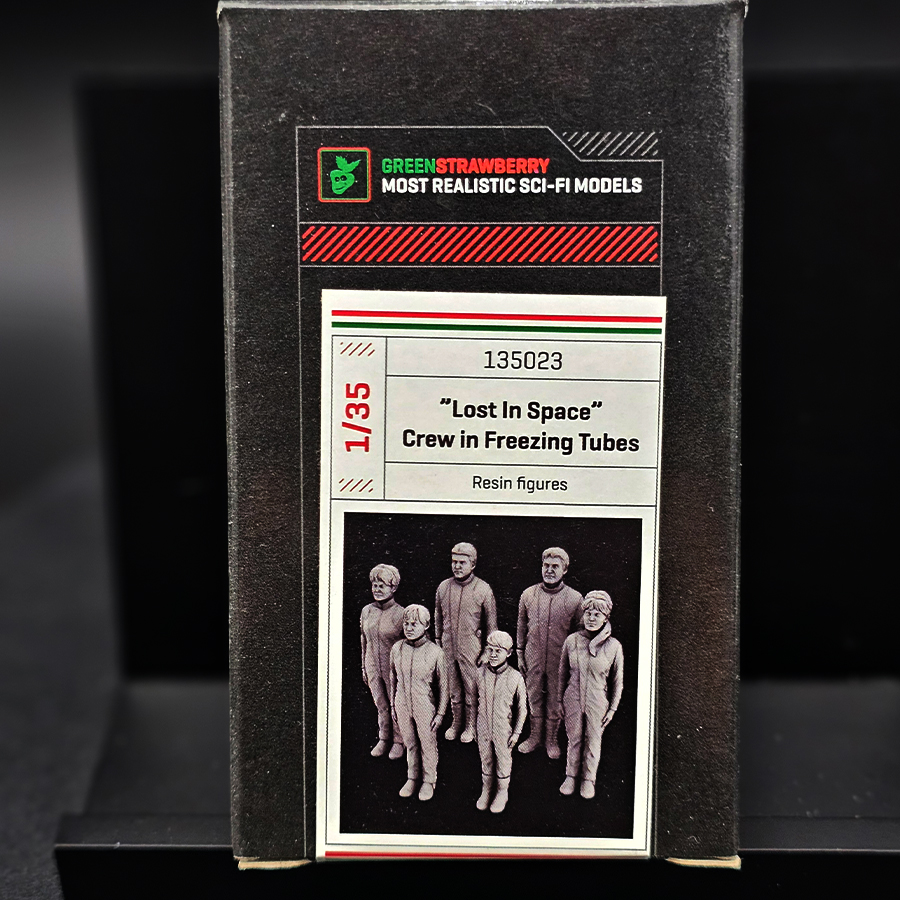 GREENSTRAWBERRY
MOST REALISTIC SCI-FI MODELS
135023
1/35
”Lost In Space”
Crew in Freezing Tubes
Resin figures